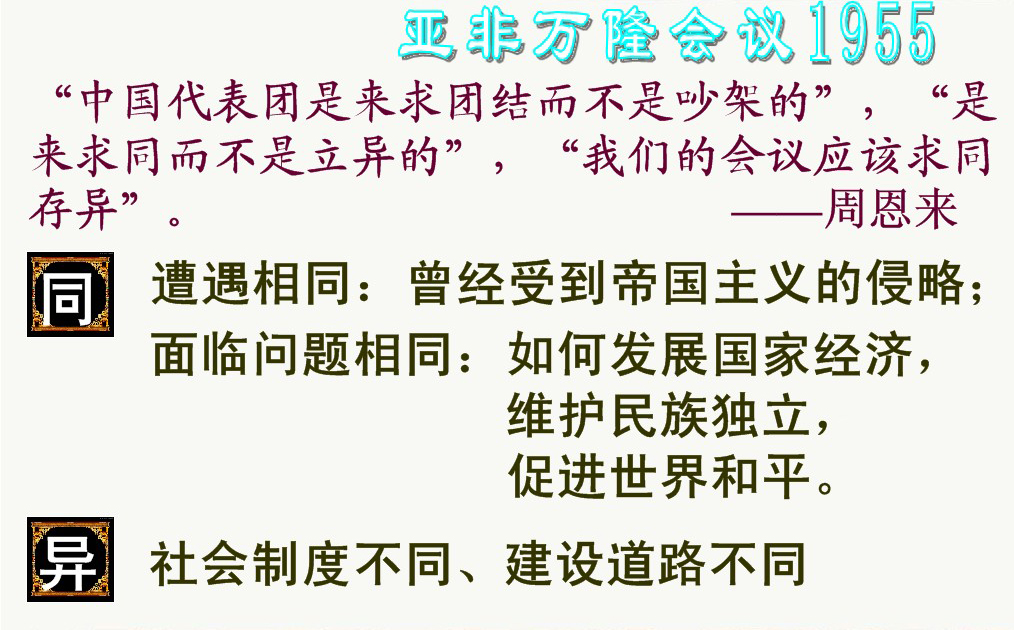 亚非万隆会议1955
“中国代表团是来求团结而不是吵架的”，“是
来求同而不是立异的”，“我们的会议应该求同
存异”。 ——周恩来
同 遭遇相同：曾经受到帝国主义的侵略；
面临问题相同：如何发展国家经济，
维护民族独立，
促进世界和平。
异 社会制度不同、建设道路不同